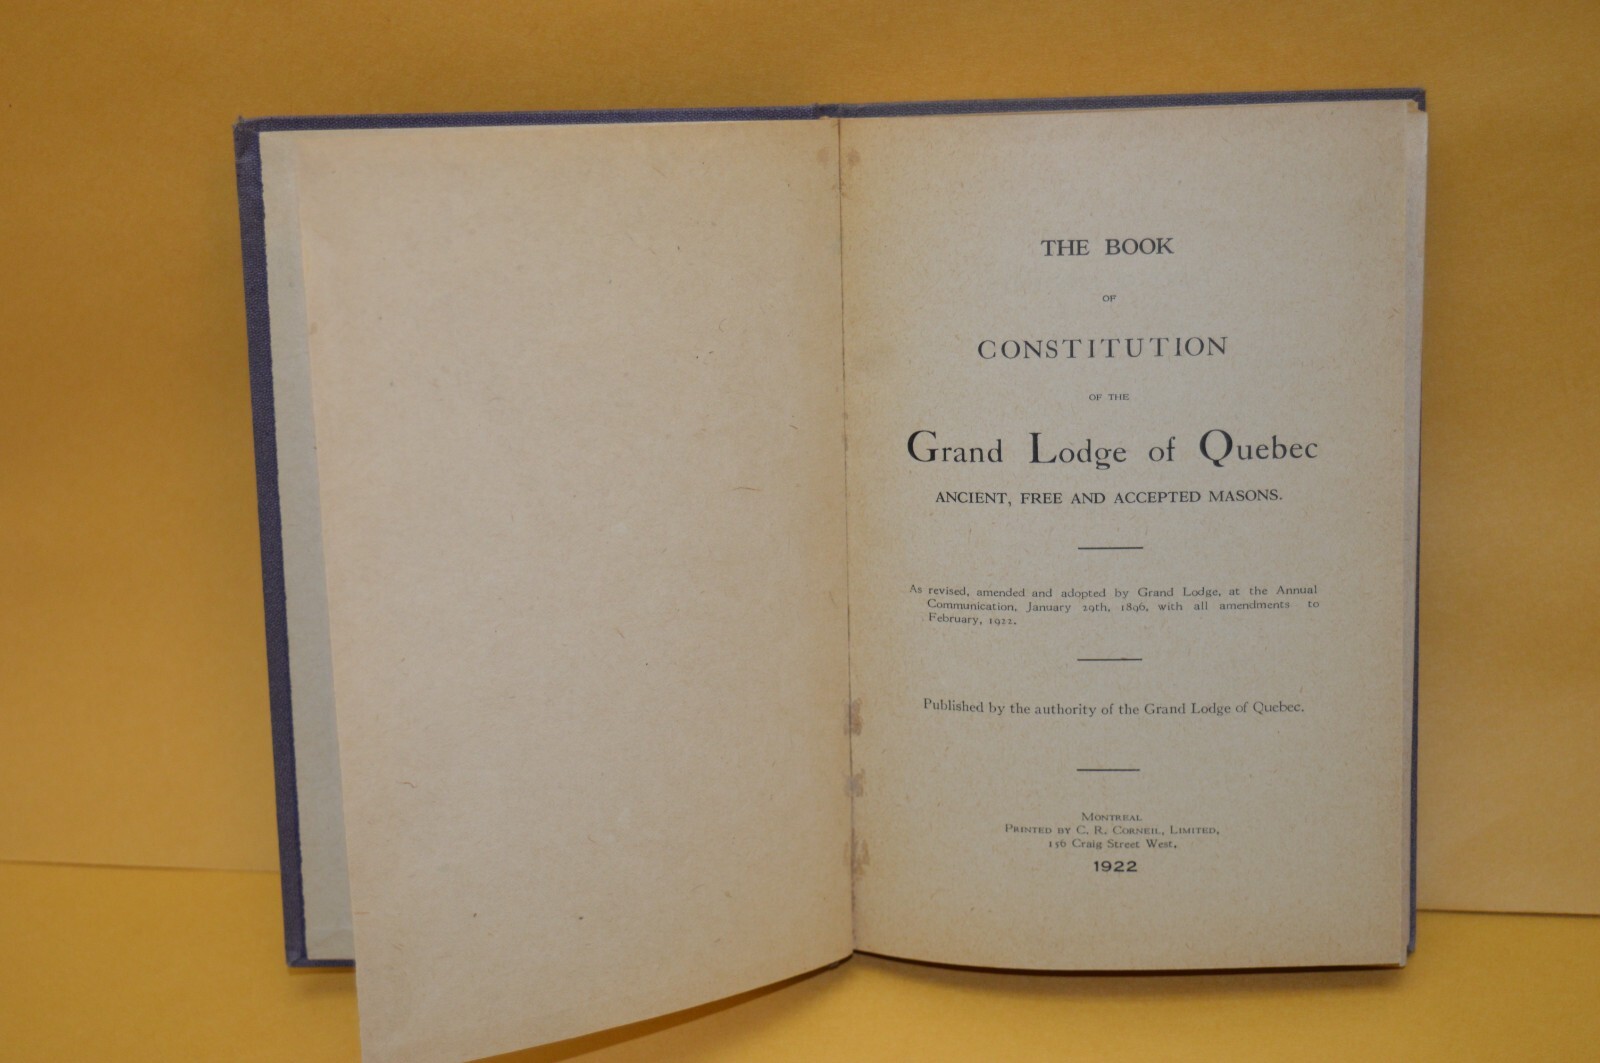 THE BOOK
OF
CONSTITUTION
OF THE
Grand Lodge of Quebec
ANCIENT, FREE AND ACCEPTED MASONS.
As revised, amended and adopted by Grand Lodge, at the Annual
Communication, January 29th, 1896, with all amendments to
February, 1922.
Published by the authority of the Grand Lodge of Quebec.
MONTREAL
PRINTED BY C. R. CORNEIL, LIMITED,
156 Craig Street West,
1922